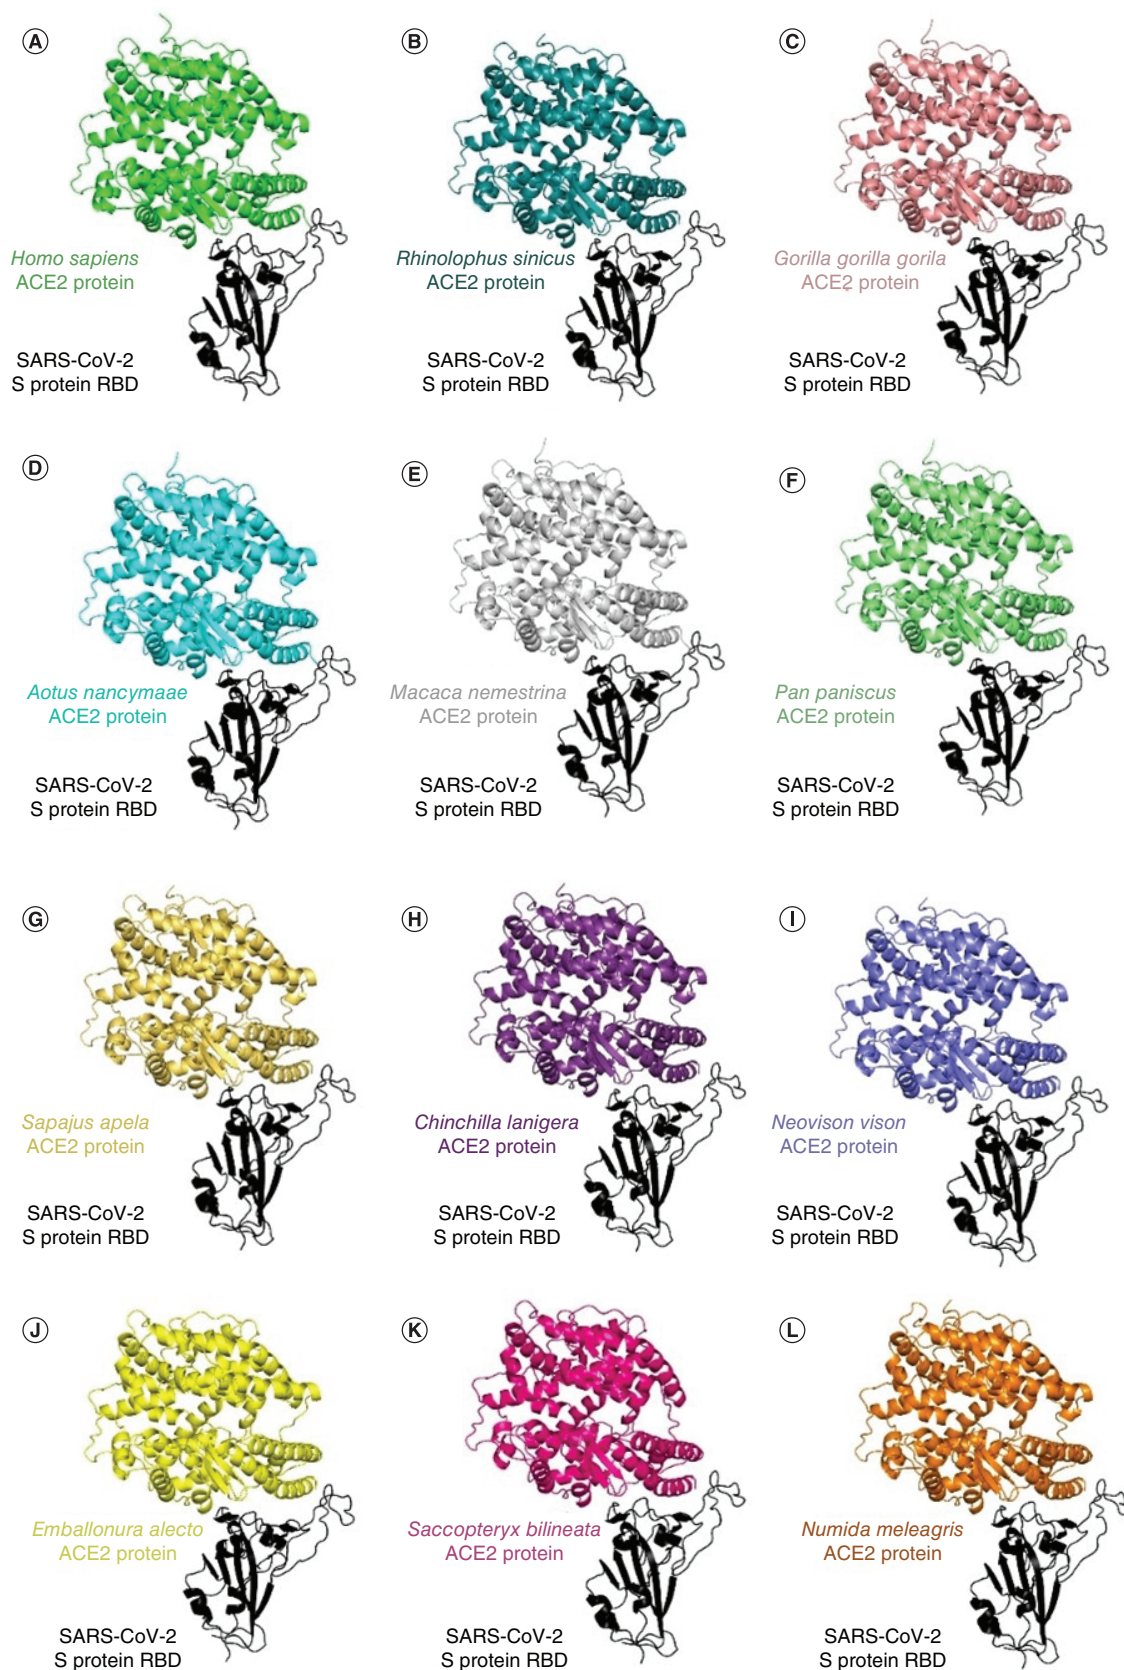 A
Homo sapiens
ACE2 protein
SARS-CoV-2
S protein RBD
B
Rhinolophus sinicus
ACE2 protein
SARS-CoV-2
S protein RBD
C
Gorilla gorilla gorila
ACE2 protein
SARS-CoV-2
S protein RBD
D
Aotus nancymaae
ACE2 protein
SARS-CoV-2
S protein RBD
E
Macaca nemestrina
ACE2 protein
SARS-CoV-2
S protein RBD
F
Pan paniscus
ACE2 protein
SARS-CoV-2
S protein RBD
G
Sapajus apela
ACE2 protein
SARS-CoV-2
S protein RBD
H
Chinchilla lanigera
ACE2 protein
SARS-CoV-2
S protein RBD
I
Neovison vison
ACE2 protein
SARS-CoV-2
S protein RBD
J
Emballonura alecto
ACE2 protein
SARS-CoV-2
S protein RBD
K
Saccopteryx bilineata
ACE2 protein
SARS-CoV-2
S protein RBD
L
Numida meleagris
ACE2 protein
SARS-CoV-2
S protein RBD